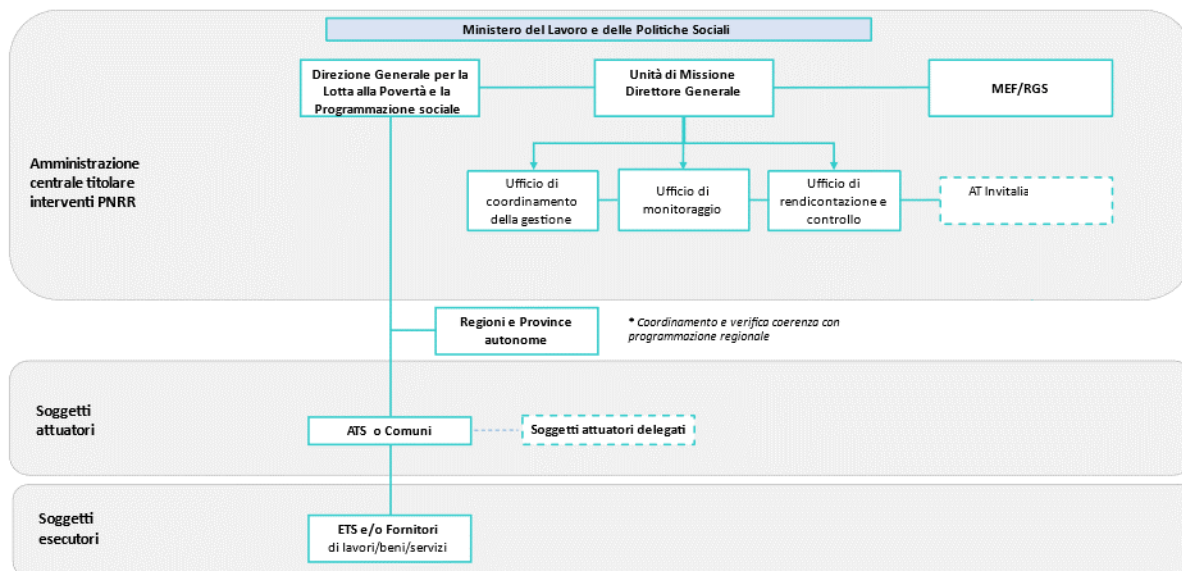 Ministero del Lavoro e delle Politiche Sociali
Direzione Generale per la
Lotta alla Povertà e la
Programmazione sociale
Unità di Missione
Direttore Generale
MEF/RGS
Amministrazione
centrale titolare
interventi PNRR
Ufficio di
coordinamento
della gestione
Ufficio di
monitoraggio
Ufficio di
rendicontazione e
controllo
AT Invitalia
Regioni e Province
autonome
* Coordinamento e verifica coerenza con
programmazione regionale
Soggetti
attuatori
ATS o Comuni
Soggetti attuatori delegati
Soggetti
esecutori
ETS e/o Fornitori
di lavori/beni/servizi